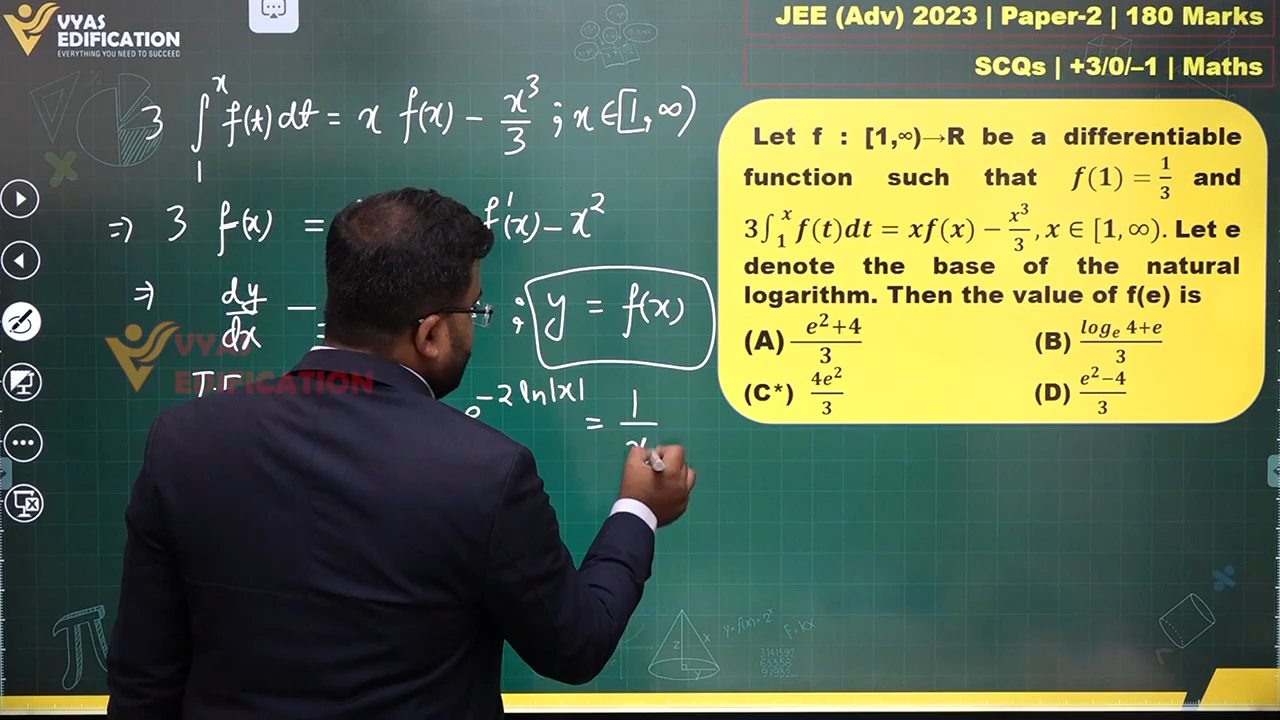 VYAS
EDIFICATION
EVERYTHING YOU NEED TO SUCCEED
JEE (Adv) 2023 | Paper-2 | 180 Marks
SCQs | +3/0/–1 | Maths
3 ∫₁ˣ f(t) dt = x f(x) – x³/3 ; x ∈ [1, ∞)
⇒ 3 f(x) = f'(x) – x²
⇒ dy/dx – = ; y = f(x)
I.F
e^(–2 ln|x|) = 1/x
Let f : [1,∞)→R be a differentiable
function such that f(1) = 1/3 and
3∫₁ˣ f(t)dt = xf(x) – x³/3, x ∈ [1, ∞). Let e
denote the base of the natural
logarithm. Then the value of f(e) is
(A) (e²+4)/3 (B) (logₑ 4+e)/3
(C*) 4e²/3 (D) (e²–4)/3
VYAS
EDIFICATION